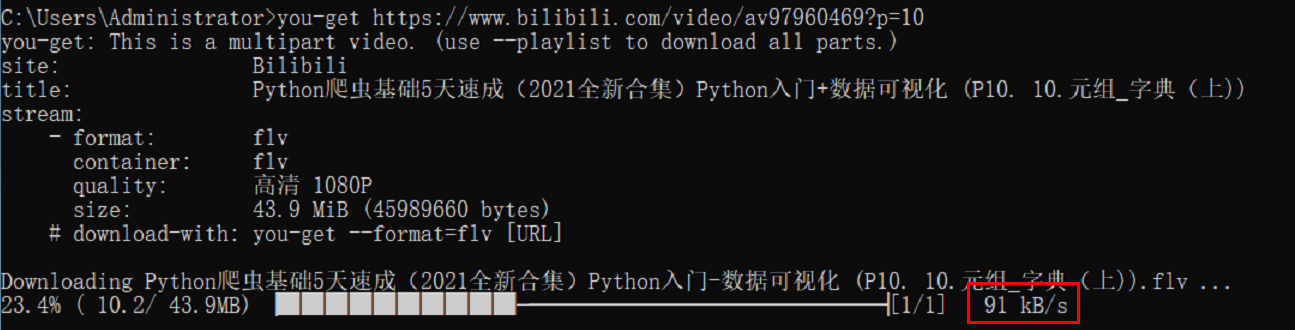 C:\Users\Administrator>you-get https://www.bilibili.com/video/av97960469?p=10
you-get: This is a multipart video. (use --playlist to download all parts.)
site: Bilibili
title: Python爬虫基础5天速成（2021全新合集）Python入门+数据可视化 (P10. 10.元组_字典（上）)
stream:
- format: flv
container: flv
quality: 高清 1080P
size: 43.9 MiB (45989660 bytes)
# download-with: you-get --format=flv [URL]
Downloading Python爬虫基础5天速成（2021全新合集）Python入门-数据可视化 (P10. 10.元组_字典（上）).flv ...
23.4% ( 10.2/ 43.9MB) [1/1] 91 kB/s